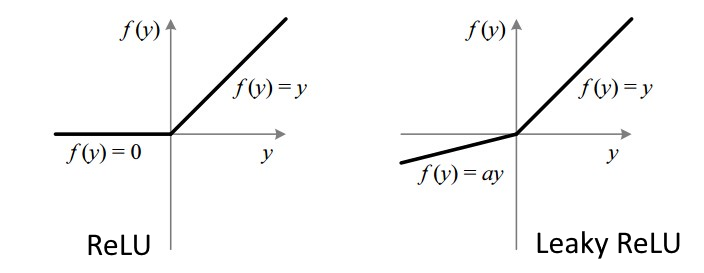 f(y)
f(y) = y
f(y) = 0
y
ReLU
f(y)
f(y) = y
f(y) = ay
y
Leaky ReLU